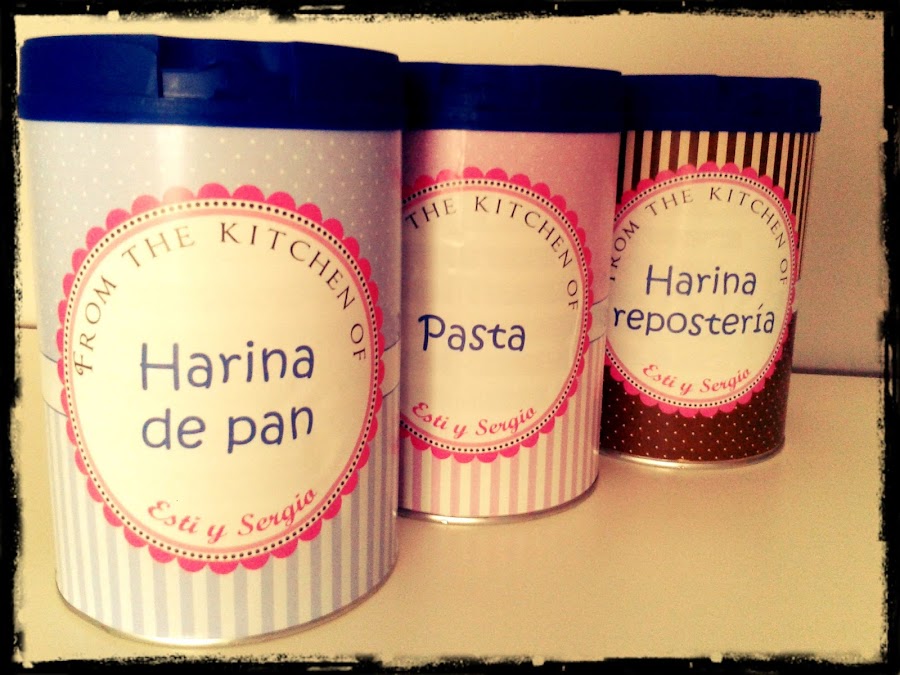 FROM THE KITCHEN OF
Harina
de pan
Esti y Sergio
THE KITCHEN OF
Pasta
Esti y Sergio
FROM THE KITCHEN OF
Harina
repostería
Esti y Sergio